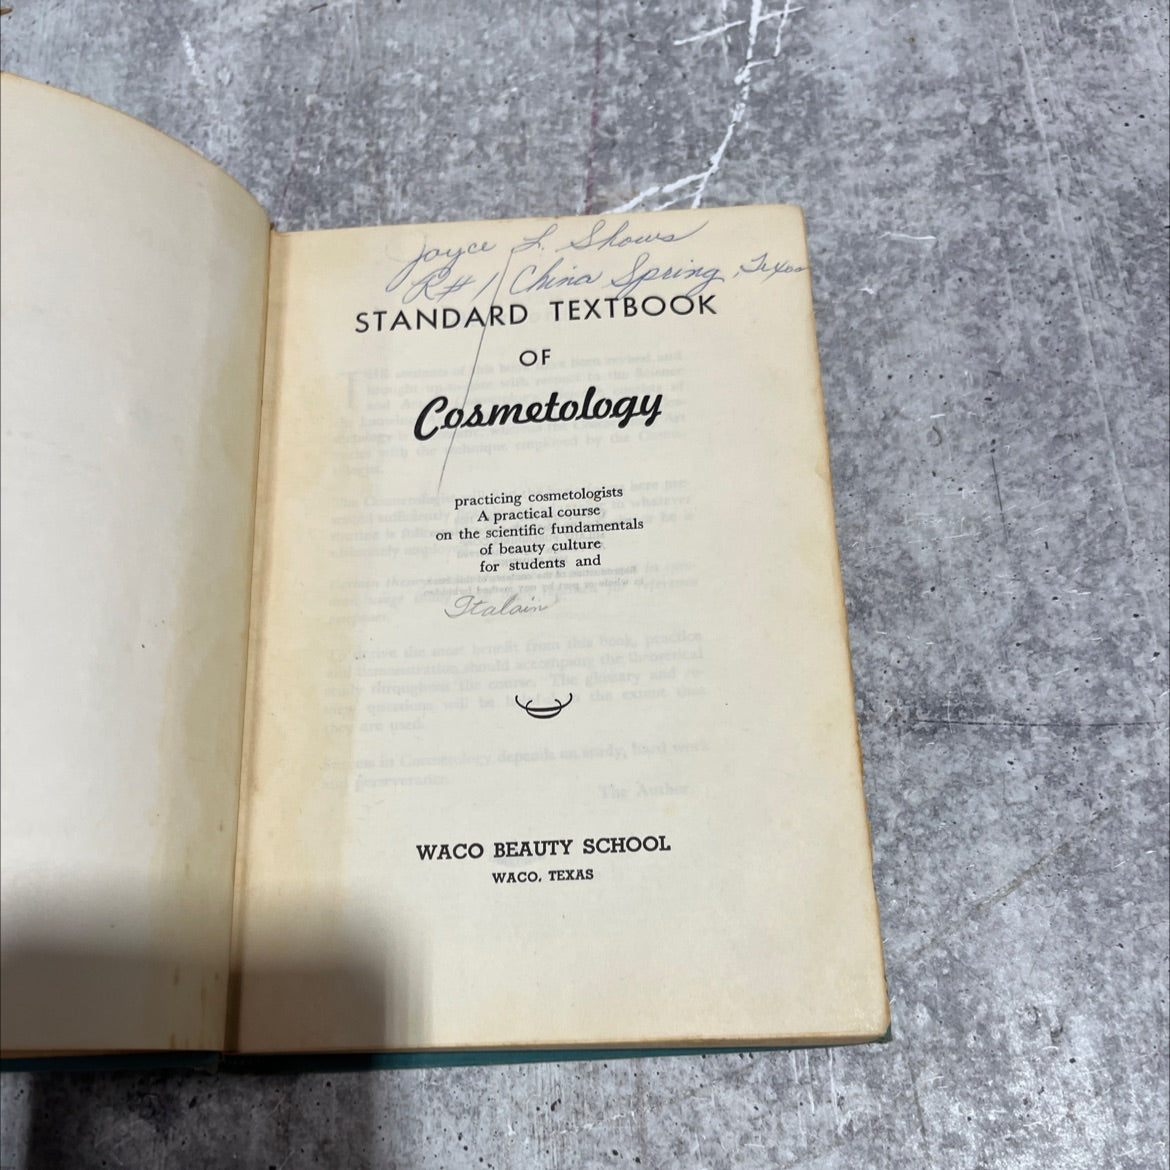 Joyce L. Shows
R#1 China Spring, Texas
STANDARD TEXTBOOK
OF
Cosmetology
practicing cosmetologists
A practical course
on the scientific fundamentals
of beauty culture
for students and
Italain
WACO BEAUTY SCHOOL
WACO, TEXAS